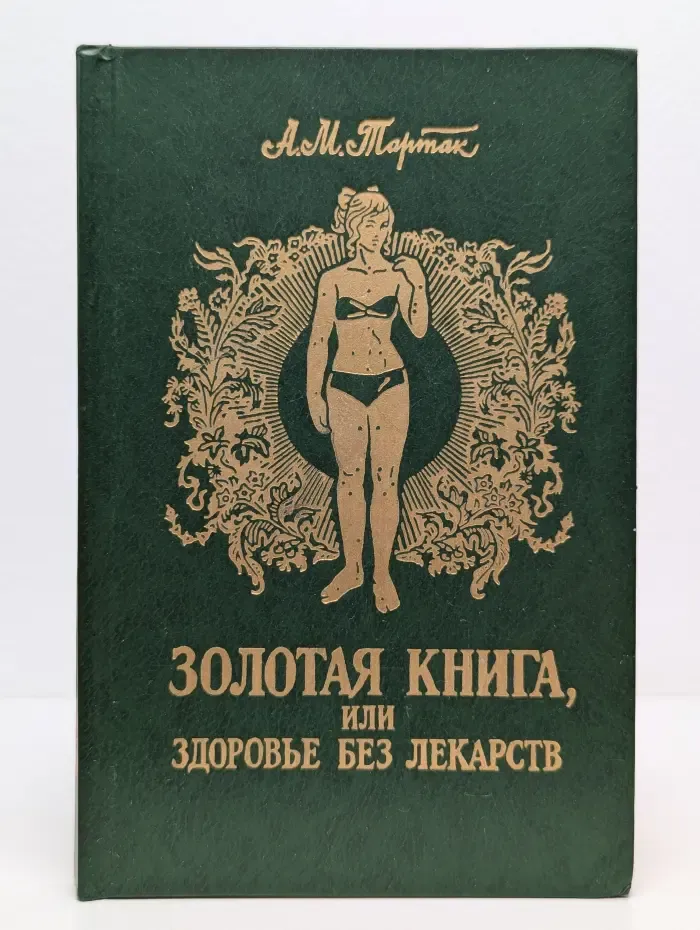 А.М. Тартак
ЗОЛОТАЯ КНИГА,
ИЛИ
ЗДОРОВЬЕ БЕЗ ЛЕКАРСТВ